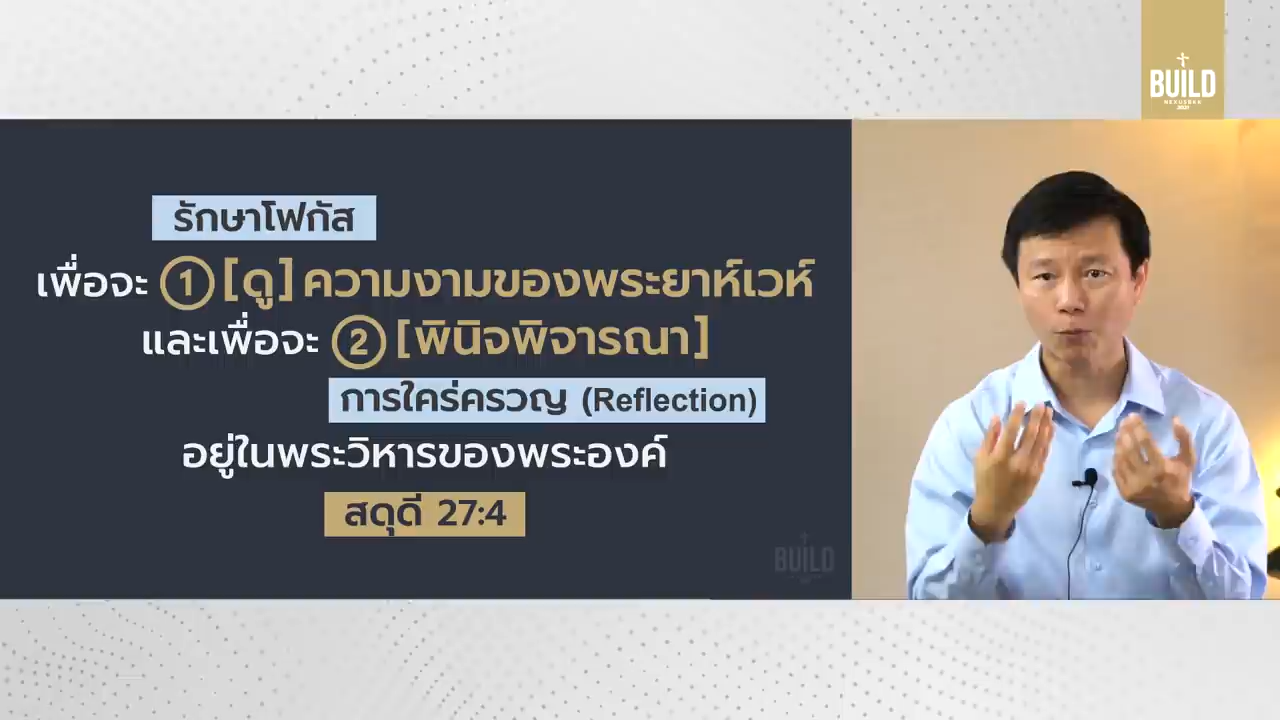 BUILD
NEXUSBKK
2021
รักษาโฟกัส
เพื่อจะ ① [ดู] ความงามของพระยาห์เวห์
และเพื่อจะ ② [พินิจพิจารณา]
การใคร่ครวญ (Reflection)
อยู่ในพระวิหารของพระองค์
สดุดี 27:4
BUILD